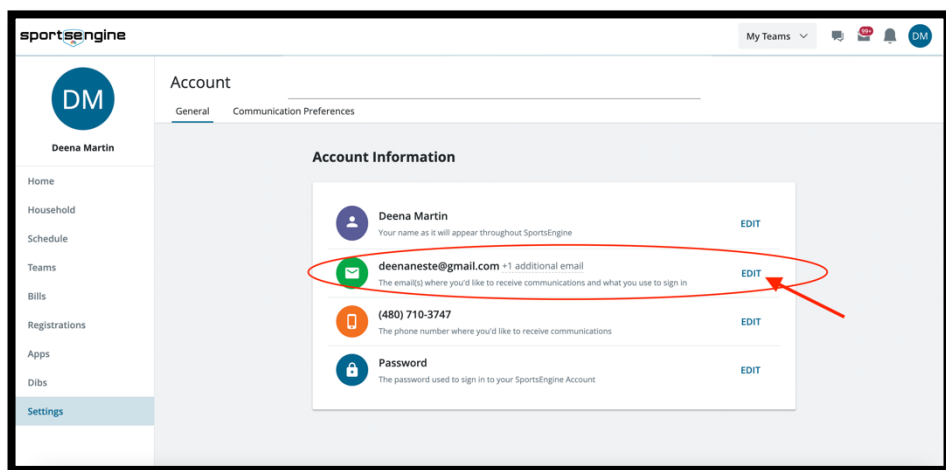 sportsengine
My Teams
99+
DM
DM
Deena Martin
Home
Household
Schedule
Teams
Bills
Registrations
Apps
Dibs
Settings
Account
General Communication Preferences
Account Information
Deena Martin
Your name as it will appear throughout SportsEngine
EDIT
deenaneste@gmail.com +1 additional email
The email(s) where you'd like to receive communications and what you use to sign in
EDIT
(480) 710-3747
The phone number where you'd like to receive communications
EDIT
Password
The password used to sign in to your SportsEngine Account
EDIT